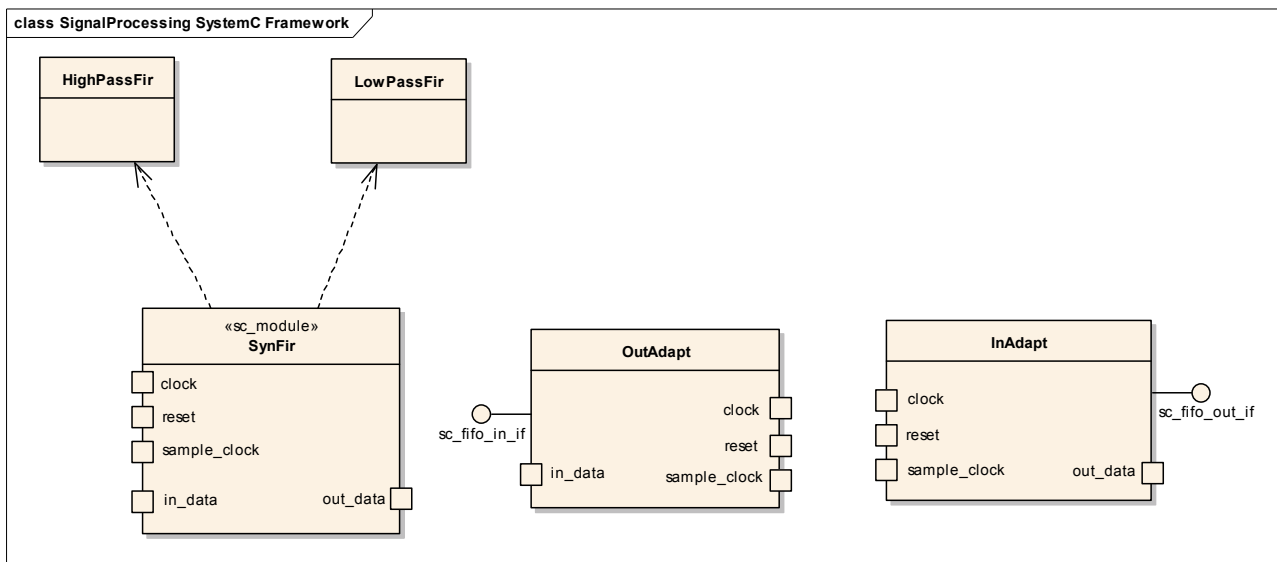 class SignalProcessing SystemC Framework
HighPassFir
LowPassFir
«sc_module»
SynFir
clock
reset
sample_clock
in_data
out_data
OutAdapt
sc_fifo_in_if
clock
reset
in_data
sample_clock
InAdapt
clock
reset
sample_clock
out_data
sc_fifo_out_if